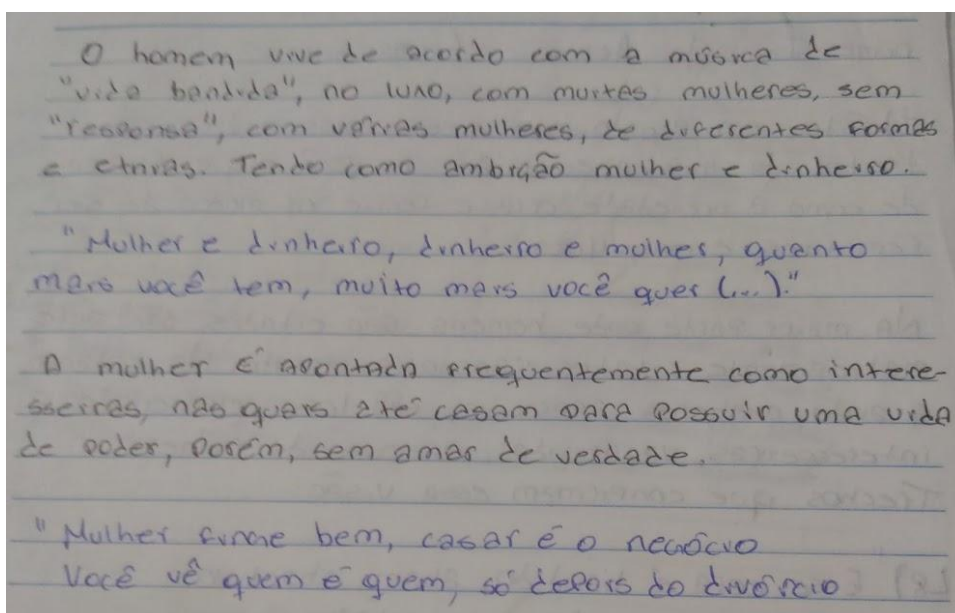 O homem vive de acordo com a música de
"vida bandida", no luxo, com muitas mulheres, sem
"responsa", com várias mulheres, de diferentes formas
e etnias. Tendo como ambição mulher e dinheiro.
"Mulher e dinheiro, dinheiro e mulher, quanto
mais você tem, muito mais você quer (...)."
A mulher é apontada frequentemente como intere-
sseiras, nas quais até casam para possuir uma vida
de poder, porém, sem amar de verdade.
"Mulher finge bem, casar é o negócio
Você vê quem é quem, só depois do divórcio